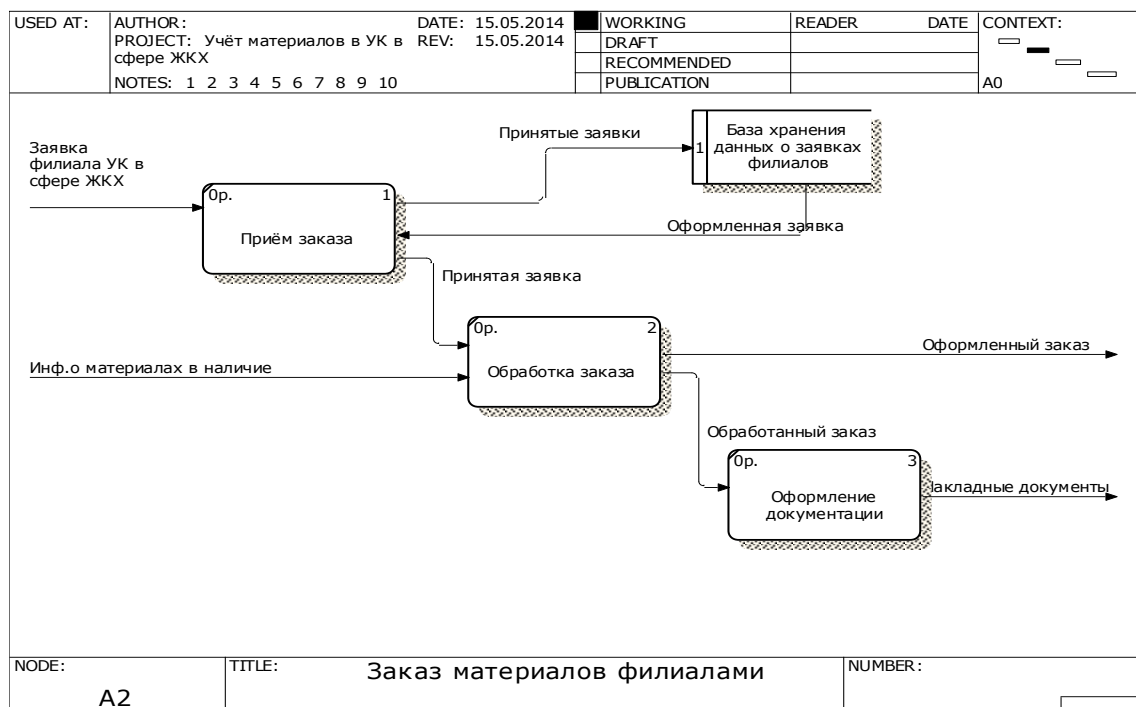 USED AT:
AUTHOR:
DATE: 15.05.2014
PROJECT: Учёт материалов в УК в
сфере ЖКХ
REV: 15.05.2014
NOTES: 1 2 3 4 5 6 7 8 9 10
WORKING
DRAFT
RECOMMENDED
PUBLICATION
READER
DATE
CONTEXT:
A0
Заявка
филиала УК в
сфере ЖКХ
Принятые заявки
1
База хранения
данных о заявках
филиалов
0р.
1
Приём заказа
Оформленная заявка
Принятая заявка
0р.
2
Обработка заказа
Инф.о материалах в наличие
Оформленный заказ
Обработанный заказ
0р.
3
Оформление
документации
акладные документы
NODE:
A2
TITLE:
Заказ материалов филиалами
NUMBER: